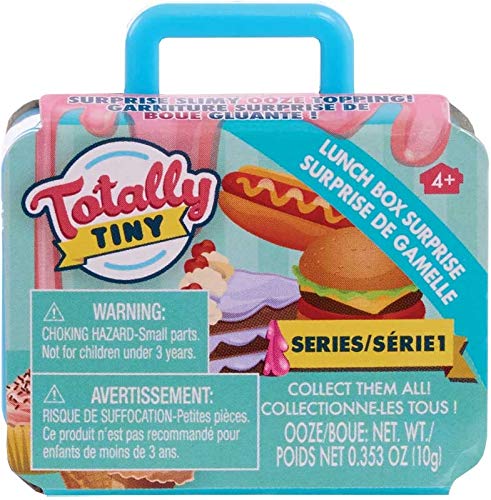 SURPRISE SLIMY OOZE TOPPING!
GARNITURE SURPRISE DE
BOUE GLUANTE !
Totally
TINY
LUNCH BOX SURPRISE
SURPRISE DE GAMELLE
4+
WARNING:
CHOKING HAZARD-Small parts.
Not for children under 3 years.
AVERTISSEMENT:
RISQUE DE SUFFOCATION-Petites pièces.
Ce produit n'est pas recommandé pour
enfants de moins de 3 ans.
SERIES/SÉRIE 1
COLLECT THEM ALL!
COLLECTIONNE-LES TOUS !
OOZE/BOUE: NET. WT./
POIDS NET 0.353 OZ (10g)